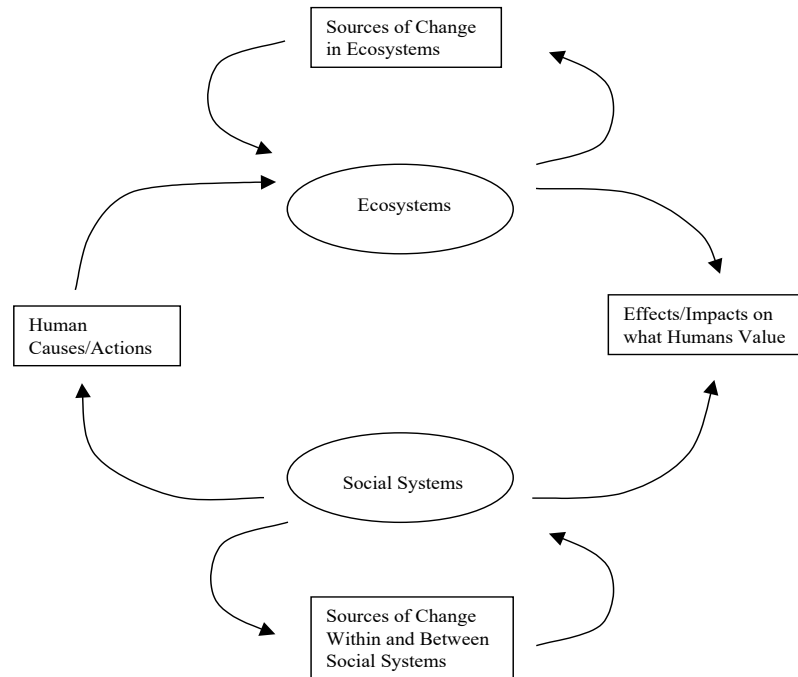 Sources of Change
in Ecosystems
Ecosystems
Human
Causes/Actions
Effects/Impacts on
what Humans Value
Social Systems
Sources of Change
Within and Between
Social Systems